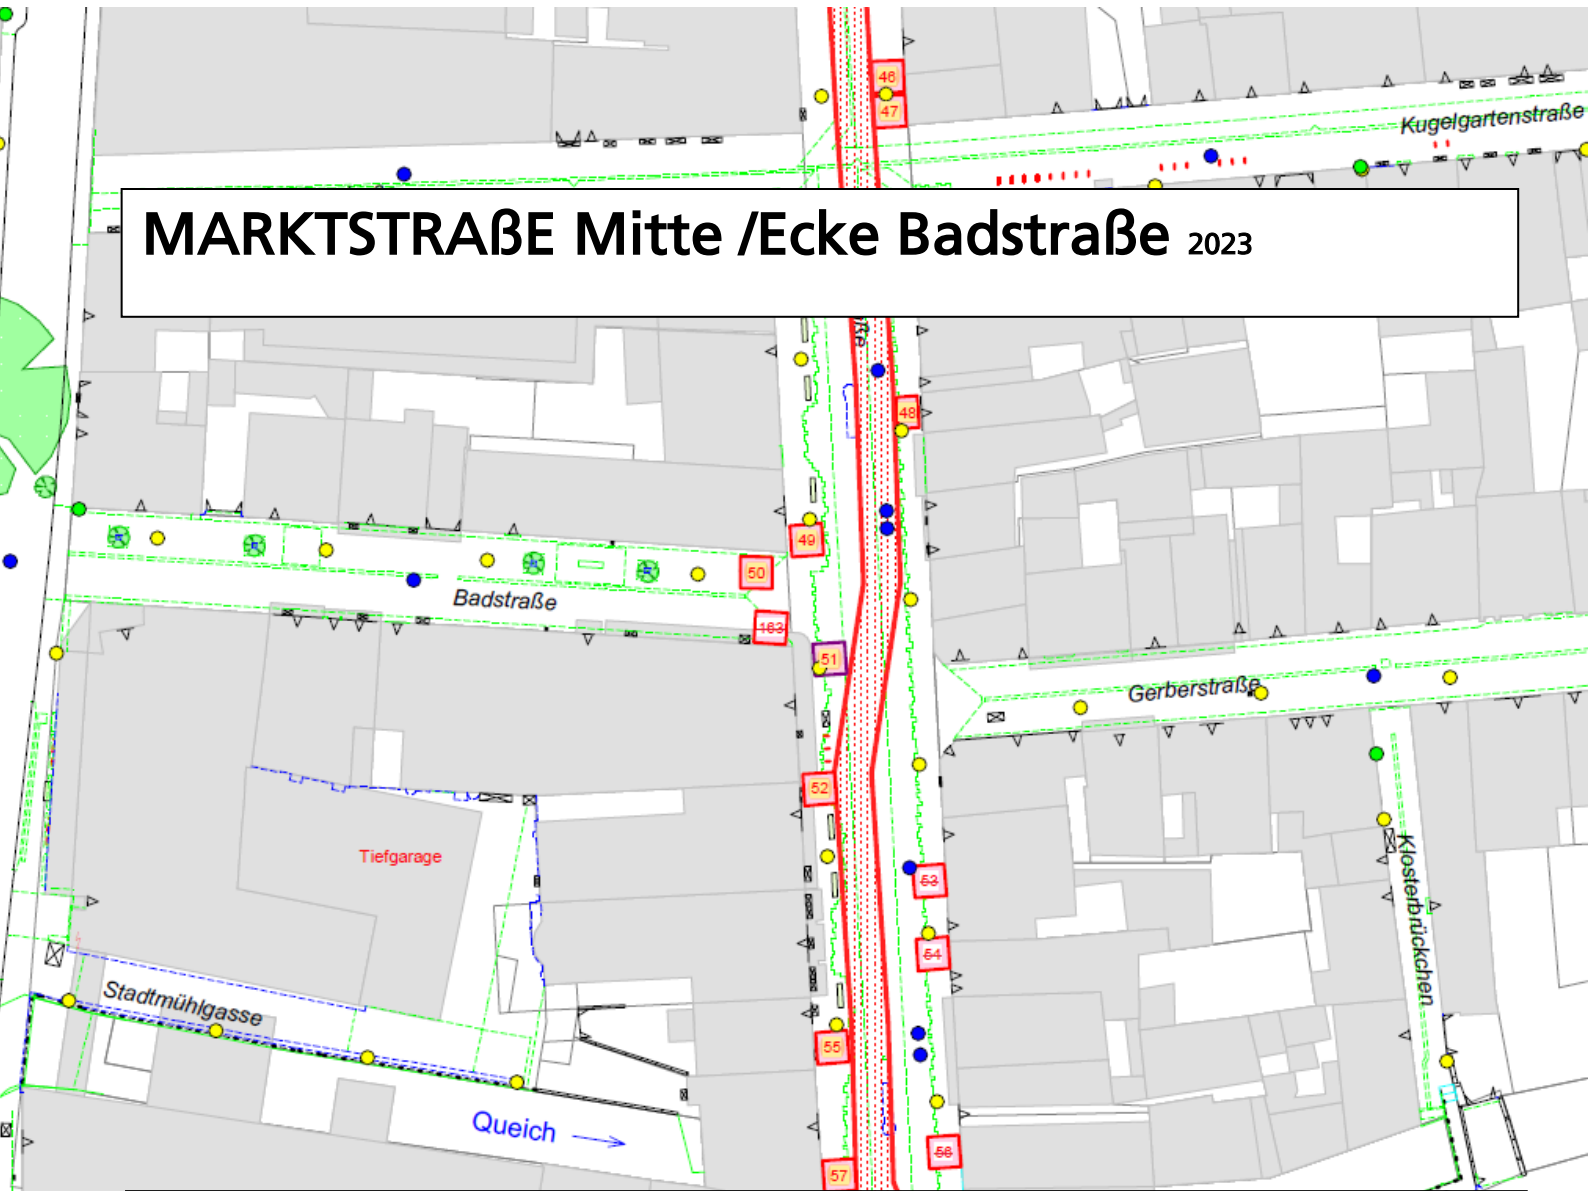 46
47
Kugelgartenstraße
MARKTSTRAßE Mitte /Ecke Badstraße 2023
ße
48
49
50
Badstraße
163
51
Gerberstraße
52
Tiefgarage
53
Klosterbrückchen
54
Stadtmühlgasse
55
Queich
56
57